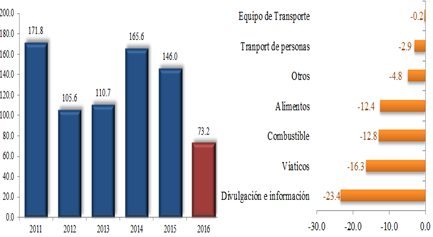 200.0
180.0
160.0
140.0
120.0
100.0
80.0
60.0
40.0
20.0
0.0
171.8
105.6
110.7
165.6
146.0
73.2
2011 2012 2013 2014 2015 2016
Equipo de Transporte -0.2
Tranport de personas -2.9
Otros -4.8
Alimentos -12.4
Combustible -12.8
Viaticos -16.3
Divulgación e información -23.4
-30.0 -20.0 -10.0 0.0